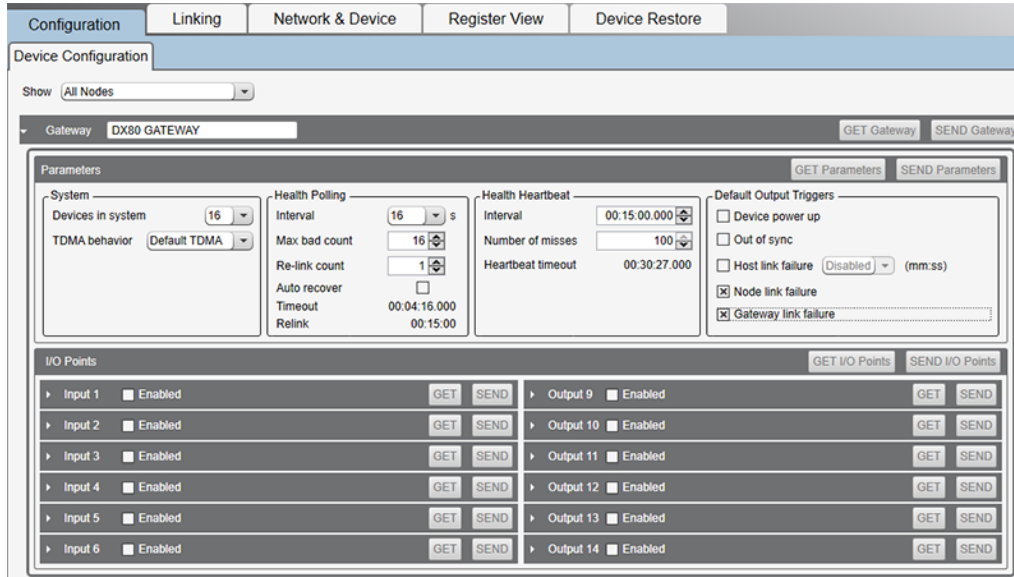 Configuration Linking Network & Device Register View Device Restore
Device Configuration
Show All Nodes
Gateway DX80 GATEWAY GET Gateway SEND Gateway
Parameters GET Parameters SEND Parameters
System Health Polling Health Heartbeat Default Output Triggers
Devices in system 16 Interval 16 s Interval 00:15:00.000 Device power up
TDMA behavior Default TDMA Max bad count 16 Number of misses 100 Out of sync
Re-link count 1 Heartbeat timeout 00:30:27.000 Host link failure Disabled (mm:ss)
Auto recover Node link failure
Timeout 00:04:16.000 Gateway link failure
Relink 00:15:00
I/O Points GET I/O Points SEND I/O Points
Input 1 Enabled GET SEND Output 9 Enabled GET SEND
Input 2 Enabled GET SEND Output 10 Enabled GET SEND
Input 3 Enabled GET SEND Output 11 Enabled GET SEND
Input 4 Enabled GET SEND Output 12 Enabled GET SEND
Input 5 Enabled GET SEND Output 13 Enabled GET SEND
Input 6 Enabled GET SEND Output 14 Enabled GET SEND